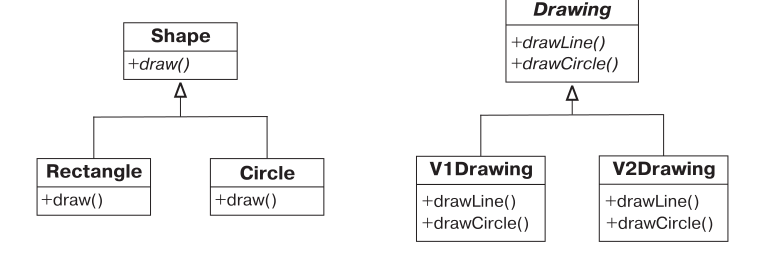 Shape
+draw()
Rectangle
+draw()
Circle
+draw()
Drawing
+drawLine()
+drawCircle()
V1Drawing
+drawLine()
+drawCircle()
V2Drawing
+drawLine()
+drawCircle()